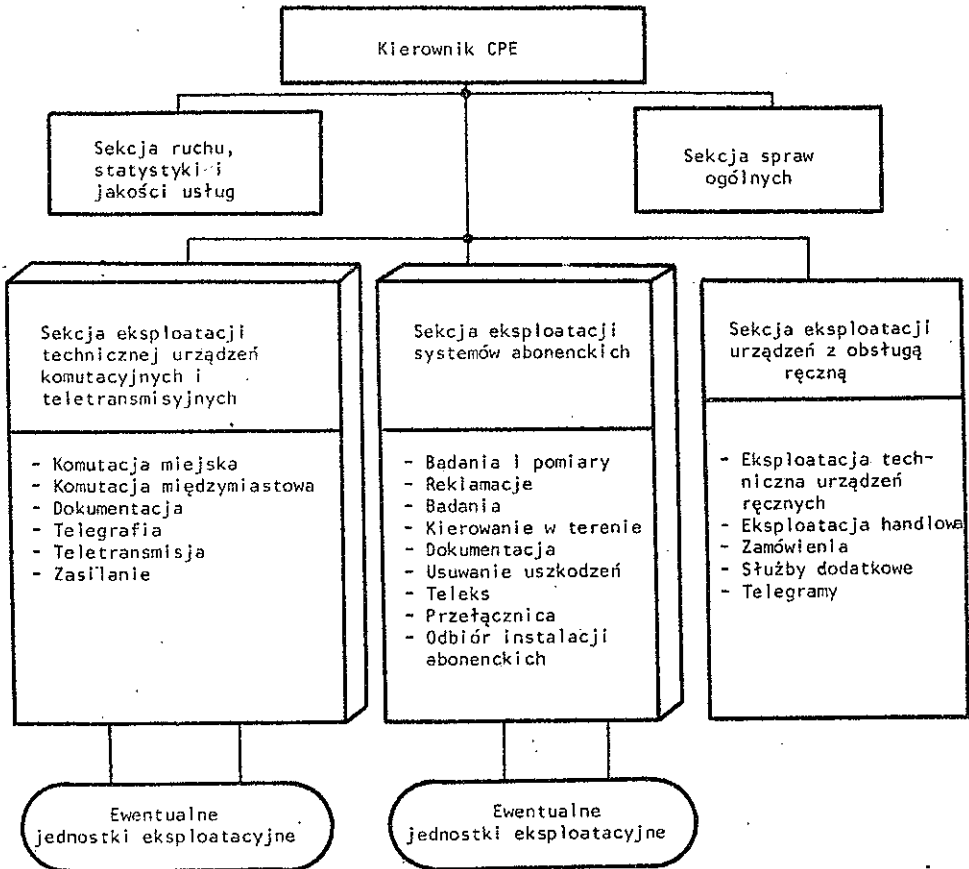 Kierownik CPE
Sekcja ruchu,
statystyki i
jakości usług
Sekcja spraw
ogólnych
Sekcja eksploatacji
technicznej urządzeń
komutacyjnych i
teletransmisyjnych
- Komutacja miejska
- Komutacja międzymiastowa
- Dokumentacja
- Telegrafia
- Teletransmisja
- Zasilanie
Sekcja eksploatacji
systemów abonenckich
- Badania i pomiary
- Reklamacje
- Badania
- Kierowanie w terenie
- Dokumentacja
- Usuwanie uszkodzeń
- Teleks
- Przełącznica
- Odbiór instalacji
abonenckich
Sekcja eksploatacji
urządzeń z obsługą
ręczną
- Eksploatacja tech-
niczna urządzeń
ręcznych
- Eksploatacja handlowa
- Zamówienia
- Służby dodatkowe
- Telegramy
Ewentualne
jednostki eksploatacyjne
Ewentualne
jednostki eksploatacyjne